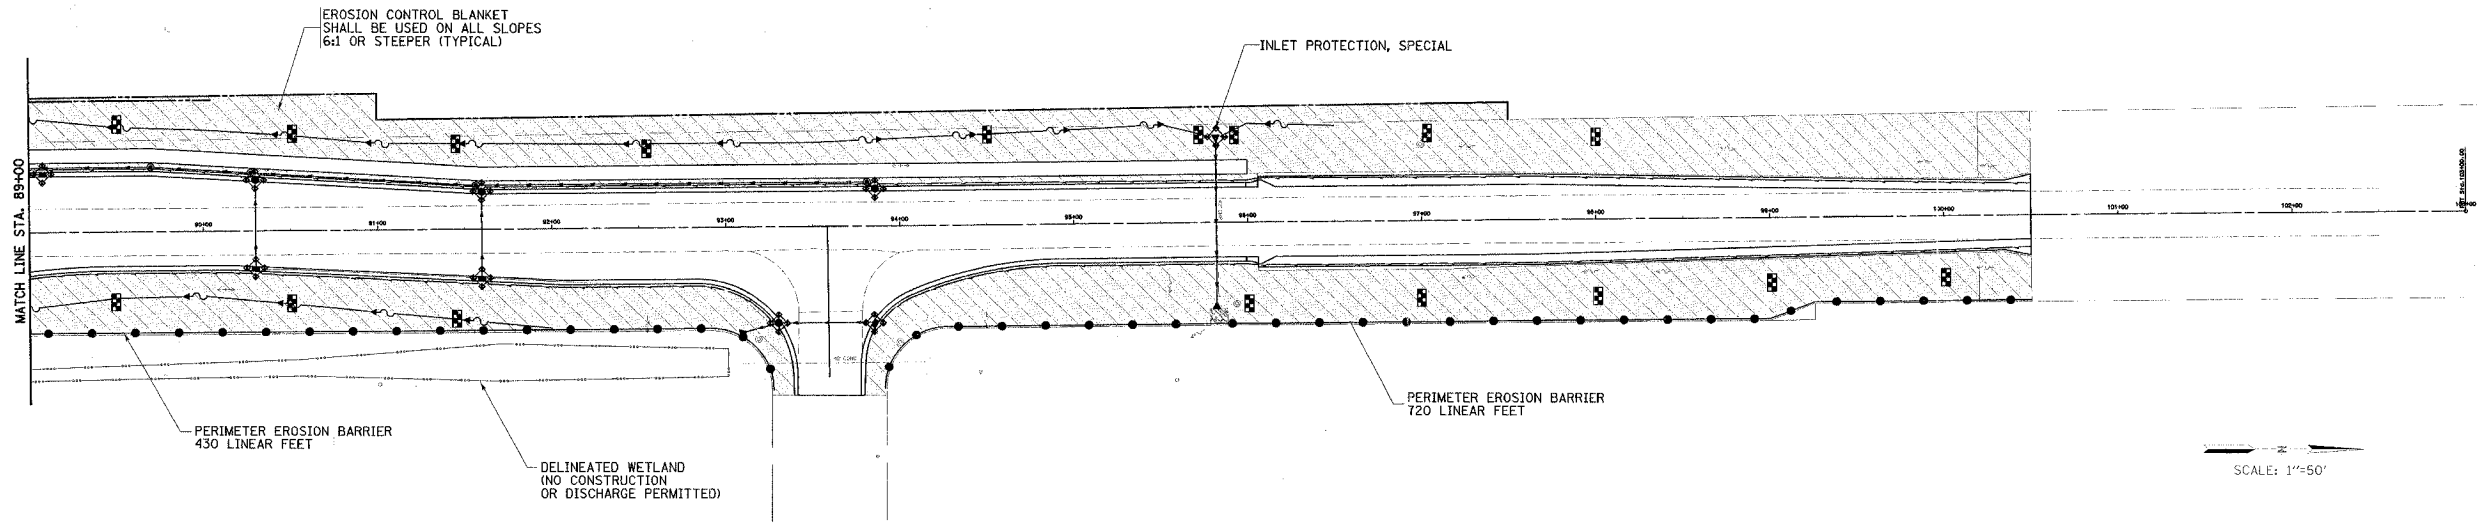 EROSION CONTROL BLANKET
SHALL BE USED ON ALL SLOPES
6:1 OR STEEPER (TYPICAL)
INLET PROTECTION, SPECIAL
MATCH LINE STA. 89+00
90+00
91+00
92+00
93+00
94+00
95+00
96+00
97+00
98+00
99+00
100+00
101+00
102+00
PERIMETER EROSION BARRIER
430 LINEAR FEET
DELINEATED WETLAND
(NO CONSTRUCTION
OR DISCHARGE PERMITTED)
PERIMETER EROSION BARRIER
720 LINEAR FEET
SCALE: 1"=50'